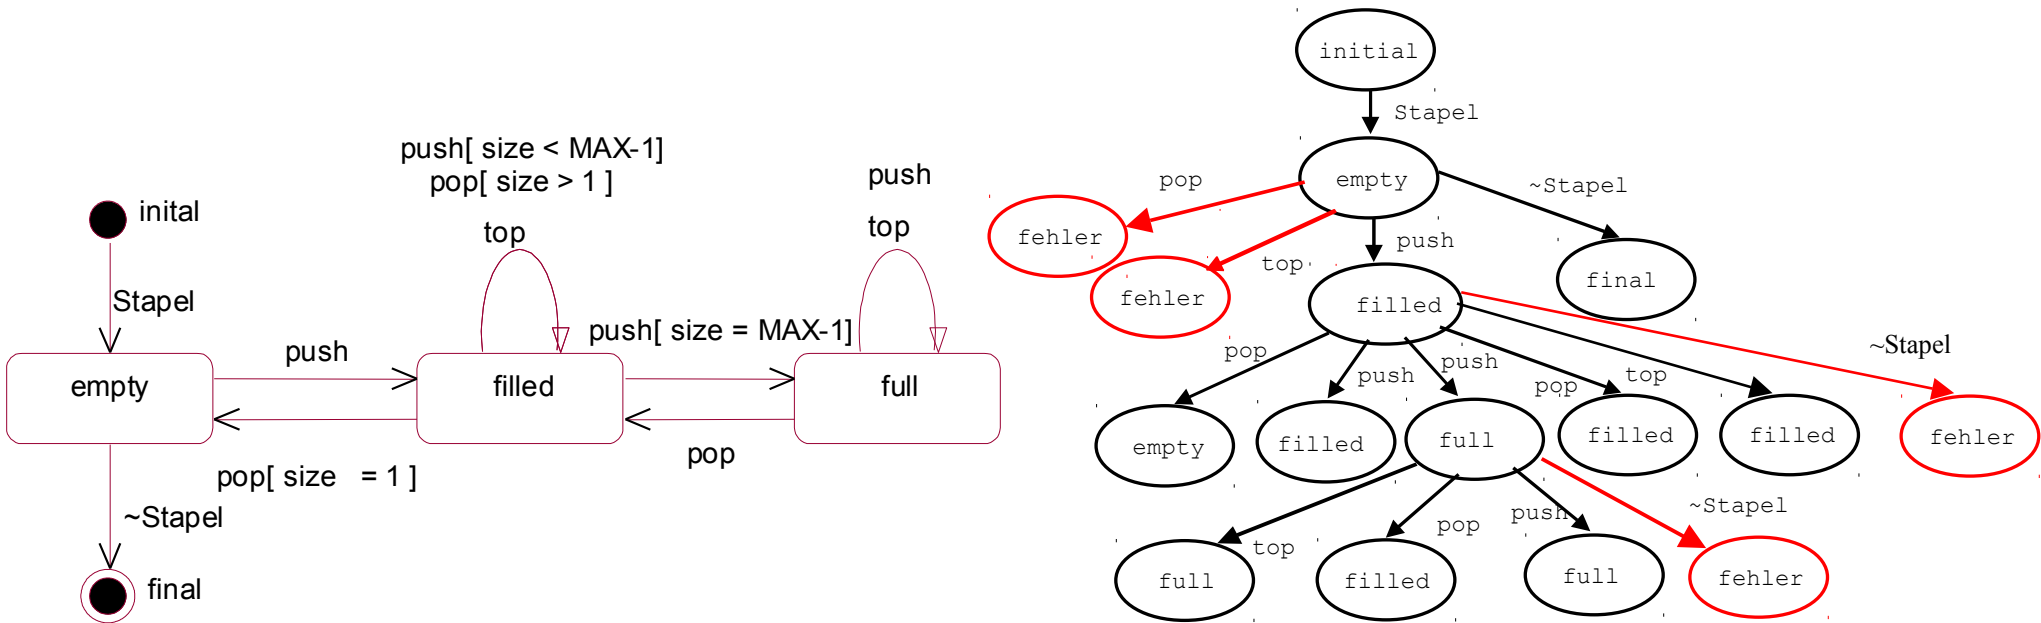 push[ size < MAX-1]
pop[ size > 1 ]
top
push
top
inital
Stapel
push
push[ size = MAX-1]
empty
filled
full
pop[ size   = 1 ]
pop
~Stapel
final
initial
Stapel
empty
pop
~Stapel
fehler
top
push
fehler
final
filled
pop
push
push
pop
top
~Stapel
empty
filled
full
filled
filled
fehler
top
pop
push
~Stapel
full
filled
full
fehler